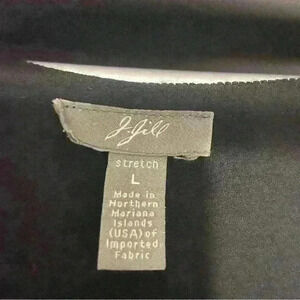 J.Jill
stretch
L
Made in
Northern
Mariana
Islands
(USA) of
Imported
Fabric